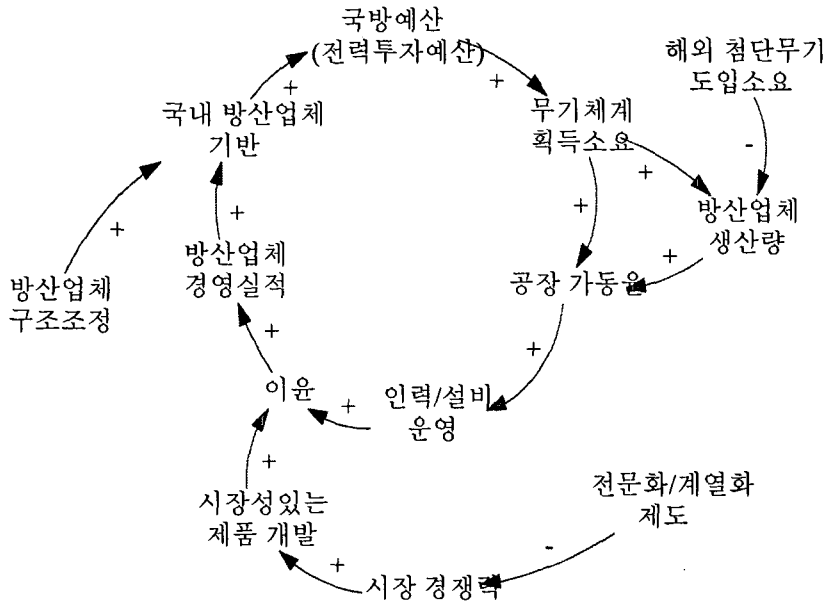 국방예산
(전력투자예산)
+
+
해외 첨단무기
도입소요
국내 방산업체
기반
무기체계
획득소요
-
+
+
+
+
방산업체
생산량
+
방산업체
경영실적
공장 가동율
방산업체
구조조정
+
+
이윤
+
인력/설비
운영
+
시장성있는
제품 개발
전문화/계열화
제도
-
+
시장 경쟁력